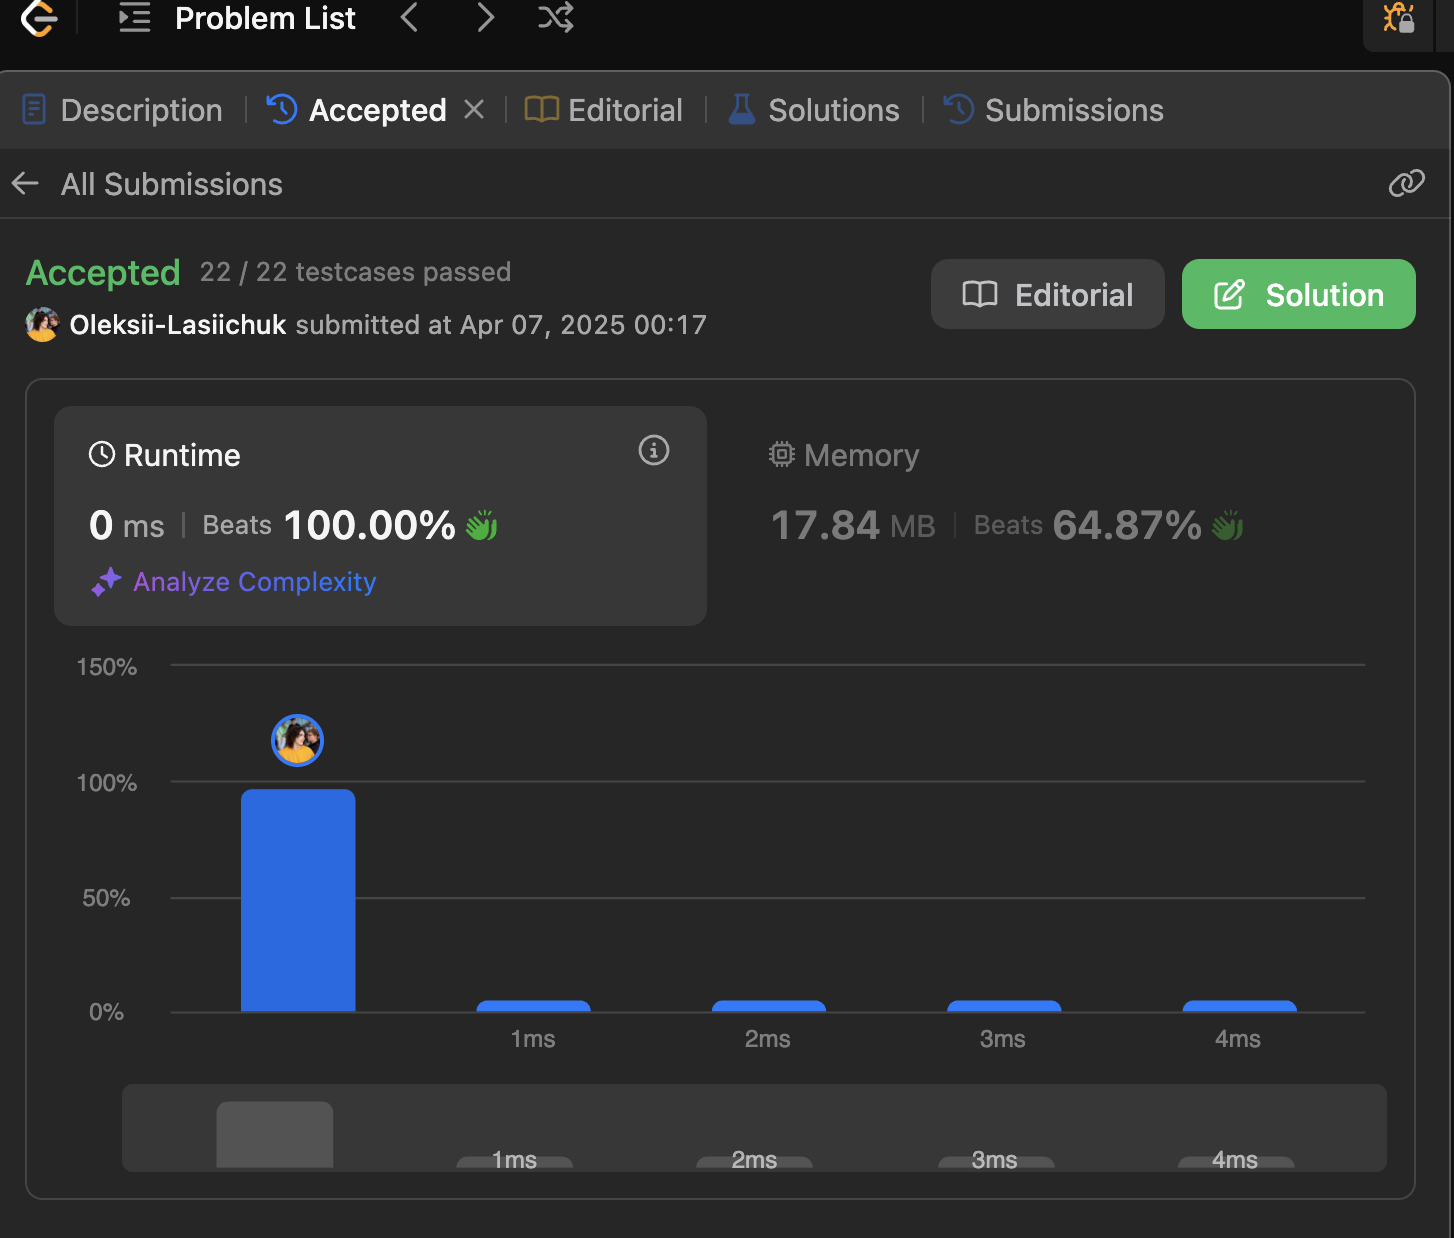 Problem List
Description
Accepted
Editorial
Solutions
Submissions
All Submissions
Accepted 22 / 22 testcases passed
Oleksii-Lasiichuk submitted at Apr 07, 2025 00:17
Editorial
Solution
Runtime
0 ms | Beats 100.00%
Analyze Complexity
Memory
17.84 MB | Beats 64.87%
150%
100%
50%
0%
1ms 2ms 3ms 4ms
1ms 2ms 3ms 4ms